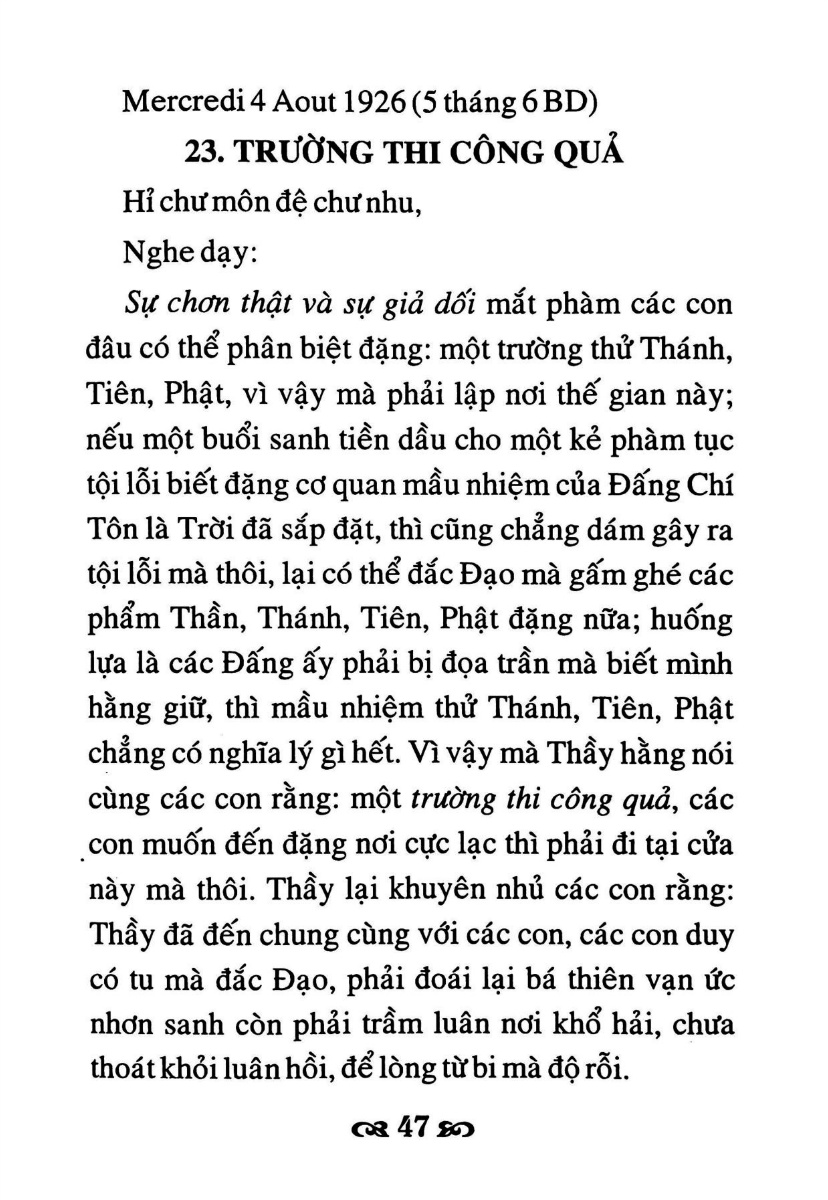 Mercredi 4 Aout 1926 (5 tháng 6 BD)
23. TRƯỜNG THI CÔNG QUẢ
Hỉ chư môn đệ chư nhu,
Nghe dạy:
Sự chơn thật và sự giả dối mắt phàm các con
đâu có thể phân biệt đặng: một trường thử Thánh,
Tiên, Phật, vì vậy mà phải lập nơi thế gian này;
nếu một buổi sanh tiền dầu cho một kẻ phàm tục
tội lỗi biết đặng cơ quan mầu nhiệm của Đấng Chí
Tôn là Trời đã sắp đặt, thì cũng chẳng dám gây ra
tội lỗi mà thôi, lại có thể đắc Đạo mà gấm ghé các
phẩm Thần, Thánh, Tiên, Phật đặng nữa; huống
lựa là các Đấng ấy phải bị đọa trần mà biết mình
hằng giữ, thì mầu nhiệm thử Thánh, Tiên, Phật
chẳng có nghĩa lý gì hết. Vì vậy mà Thầy hằng nói
cùng các con rằng: một trường thi công quả, các
con muốn đến đặng nơi cực lạc thì phải đi tại cửa
này mà thôi. Thầy lại khuyên nhủ các con rằng:
Thầy đã đến chung cùng với các con, các con duy
có tu mà đắc Đạo, phải đoái lại bá thiên vạn ức
nhơn sanh còn phải trầm luân nơi khổ hải, chưa
thoát khỏi luân hồi, để lòng từ bi mà độ rỗi.
47